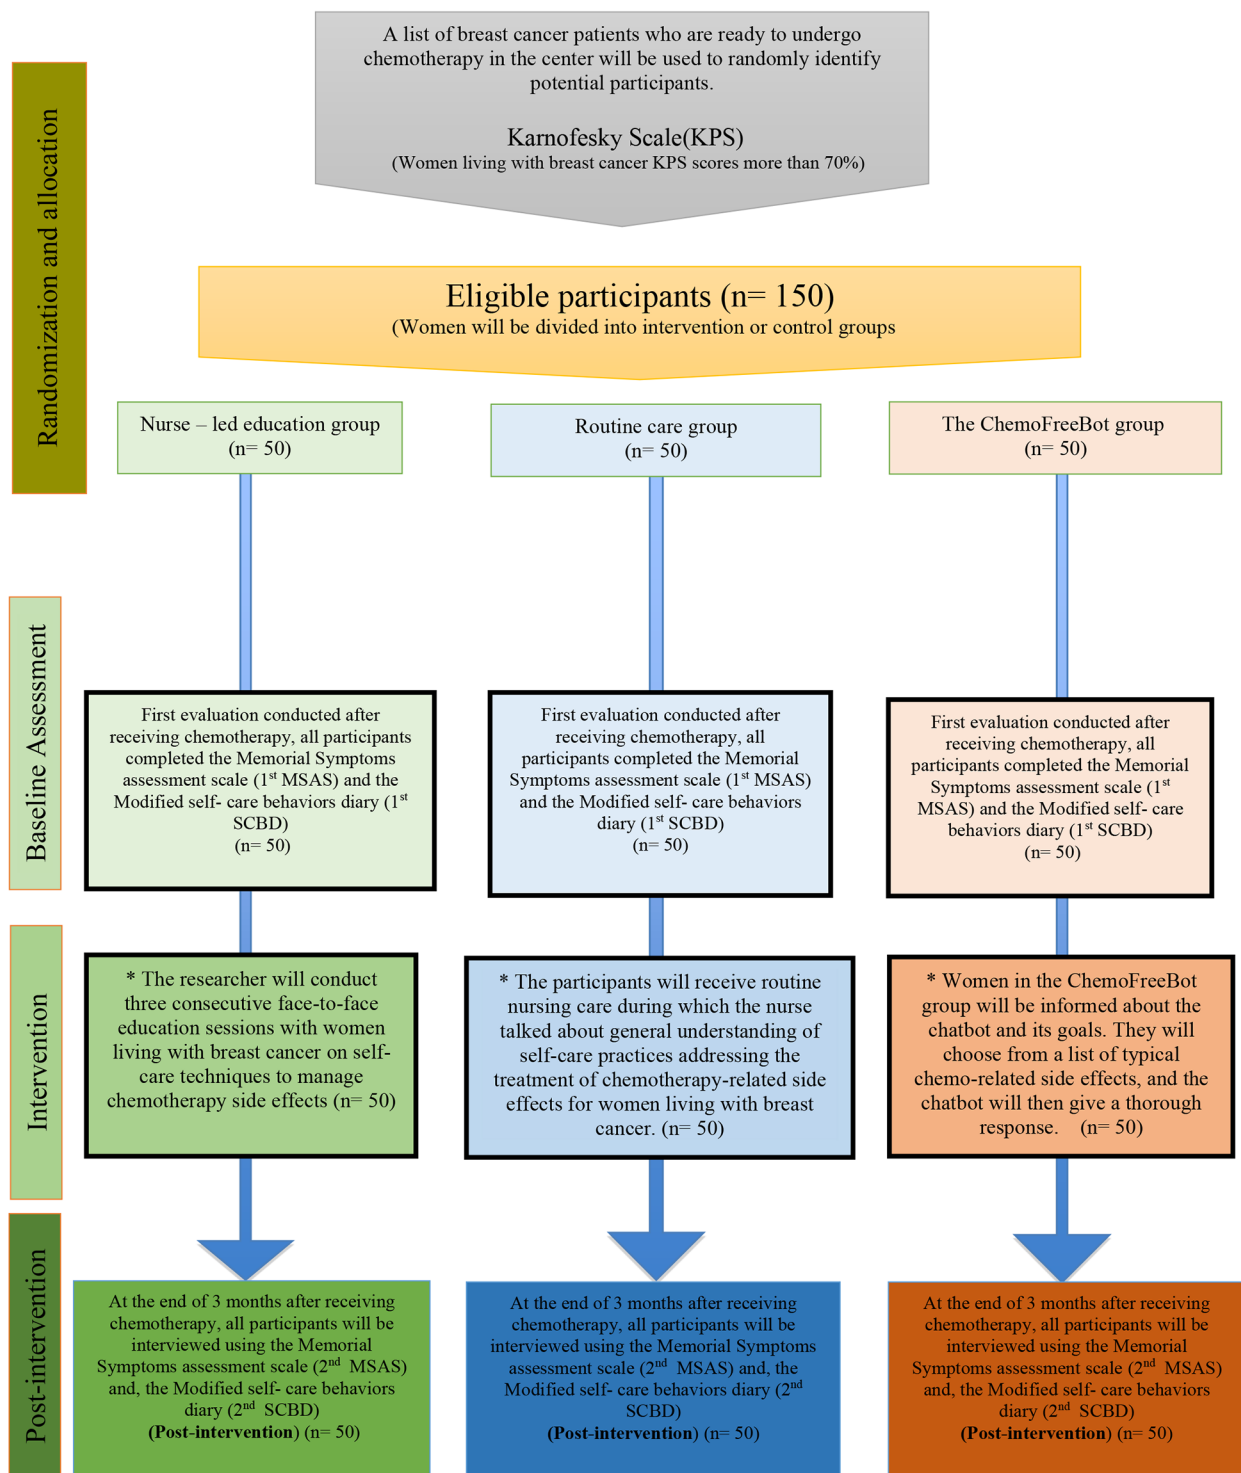 A list of breast cancer patients who are ready to undergo
chemotherapy in the center will be used to randomly identify
potential participants.
Karnofesky Scale(KPS)
(Women living with breast cancer KPS scores more than 70%)
Randomization and allocation
Eligible participants (n= 150)
(Women will be divided into intervention or control groups
Nurse – led education group
(n= 50)
Routine care group
(n= 50)
The ChemoFreeBot group
(n= 50)
Baseline Assessment
First evaluation conducted after
receiving chemotherapy, all participants
completed the Memorial Symptoms
assessment scale (1st MSAS) and the
Modified self- care behaviors diary (1st
SCBD)
(n= 50)
First evaluation conducted after
receiving chemotherapy, all
participants completed the Memorial
Symptoms assessment scale (1st MSAS)
and the Modified self- care behaviors
diary (1st SCBD)
(n= 50)
First evaluation conducted after
receiving chemotherapy, all
participants completed the Memorial
Symptoms assessment scale (1st
MSAS) and the Modified self- care
behaviors diary (1st SCBD)
(n= 50)
Intervention
* The researcher will conduct
three consecutive face-to-face
education sessions with women
living with breast cancer on self-
care techniques to manage
chemotherapy side effects (n= 50)
* The participants will receive routine
nursing care during which the nurse
talked about general understanding of
self-care practices addressing the
treatment of chemotherapy-related side
effects for women living with breast
cancer. (n= 50)
* Women in the ChemoFreeBot
group will be informed about the
chatbot and its goals. They will
choose from a list of typical
chemo-related side effects, and the
chatbot will then give a thorough
response. (n= 50)
Post-intervention
At the end of 3 months after receiving
chemotherapy, all participants will be
interviewed using the Memorial
Symptoms assessment scale (2nd MSAS)
and, the Modified self- care behaviors
diary (2nd SCBD)
(Post-intervention) (n= 50)
At the end of 3 months after receiving
chemotherapy, all participants will be
interviewed using the Memorial Symptoms
assessment scale (2nd MSAS) and, the
Modified self- care behaviors diary (2nd
SCBD)
(Post-intervention) (n= 50)
At the end of 3 months after receiving
chemotherapy, all participants will be
interviewed using the Memorial
Symptoms assessment scale (2nd MSAS)
and, the Modified self- care behaviors
diary (2nd SCBD)
(Post-intervention) (n= 50)